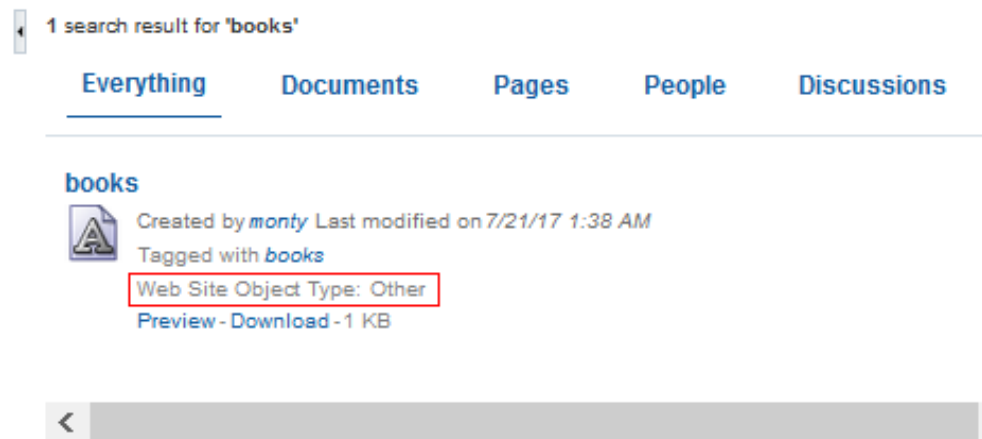 1 search result for 'books'
Everything Documents Pages People Discussions
books
Created by monty Last modified on 7/21/17 1:38 AM
Tagged with books
Web Site Object Type: Other
Preview - Download - 1 KB